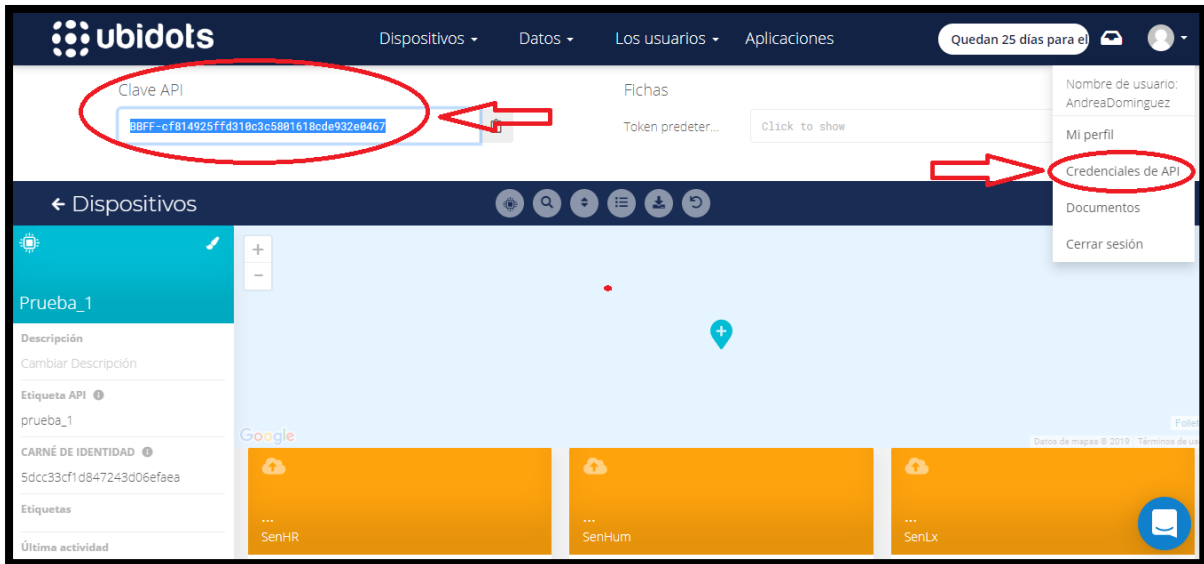 ubidots
Dispositivos
Datos
Los usuarios
Aplicaciones
Quedan 25 días para el
Clave API
BBFF-cf814925ffd310c3c5801618cde932e0467
Fichas
Token predeter...
Click to show
Nombre de usuario:
AndreaDominguez
Mi perfil
Credenciales de API
Documentos
Cerrar sesión
Dispositivos
+
−
Prueba_1
Descripción
Cambiar Descripción
Etiqueta API
prueba_1
CARNÉ DE IDENTIDAD
5dcc33cf1d847243d06efaea
Etiquetas
Última actividad
Google
Follet
Datos de mapas © 2019
Términos de us
...
SenHR
...
SenHum
...
SenLx